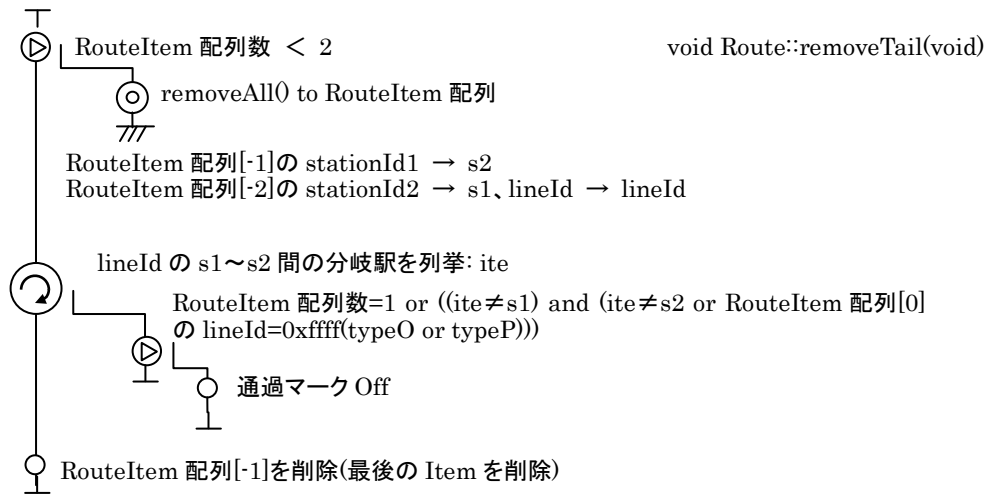 RouteItem 配列数 ＜ 2
void Route::removeTail(void)
removeAll() to RouteItem 配列
RouteItem 配列[-1]の stationId1 → s2
RouteItem 配列[-2]の stationId2 → s1、lineId → lineId
lineId の s1～s2 間の分岐駅を列挙: ite
RouteItem 配列数=1 or ((ite≠s1) and (ite≠s2 or RouteItem 配列[0]
の lineId=0xffff(typeO or typeP)))
通過マーク Off
RouteItem 配列[-1]を削除(最後の Item を削除)